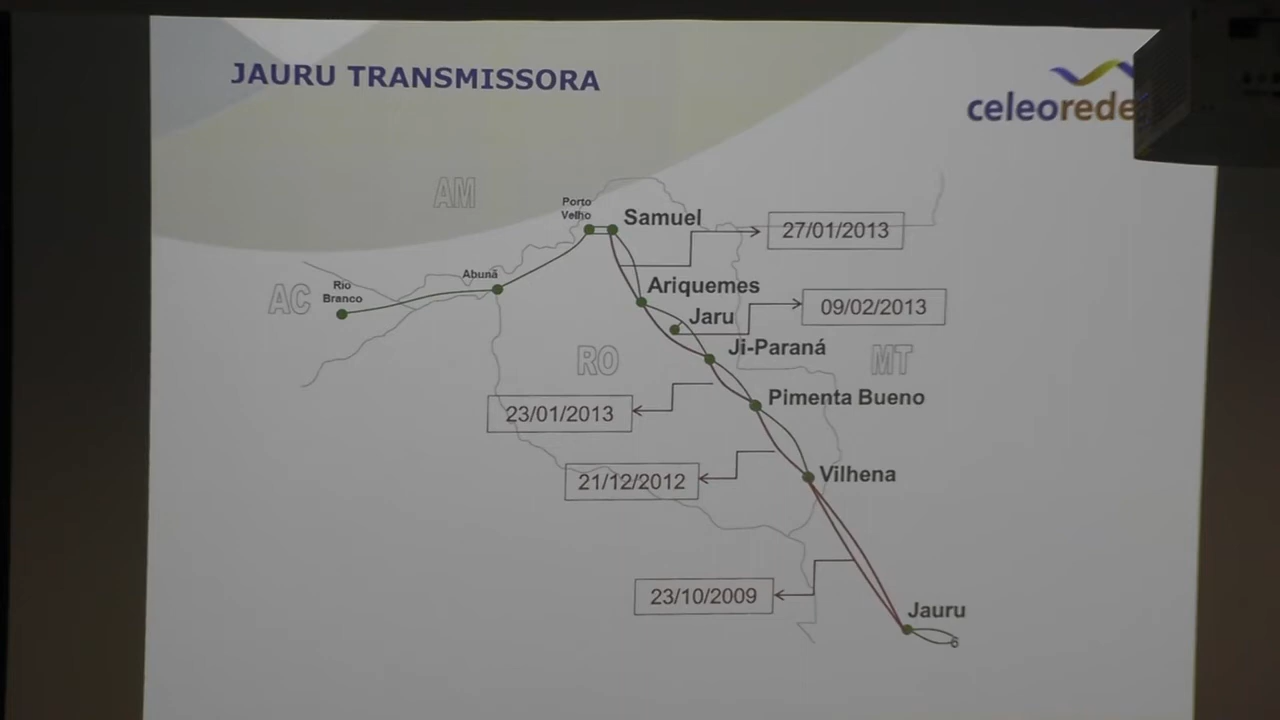 JAURU TRANSMISSORA
celeorede
AM
Porto
Velho
Samuel
27/01/2013
Abunã
Ariquemes
AC
Rio
Branco
Jaru
09/02/2013
RO
Ji-Paraná
MT
Pimenta Bueno
23/01/2013
21/12/2012
Vilhena
23/10/2009
Jauru